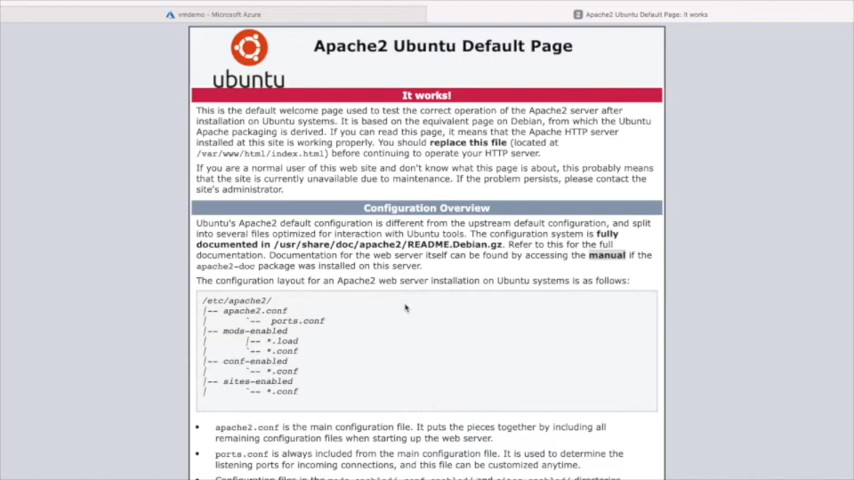 vmdemo - Microsoft Azure
2 Apache2 Ubuntu Default Page: It works
ubuntu
Apache2 Ubuntu Default Page
It works!
This is the default welcome page used to test the correct operation of the Apache2 server after
installation on Ubuntu systems. It is based on the equivalent page on Debian, from which the Ubuntu
Apache packaging is derived. If you can read this page, it means that the Apache HTTP server
installed at this site is working properly. You should replace this file (located at
/var/www/html/index.html) before continuing to operate your HTTP server.
If you are a normal user of this web site and don't know what this page is about, this probably means
that the site is currently unavailable due to maintenance. If the problem persists, please contact the
site's administrator.
Configuration Overview
Ubuntu's Apache2 default configuration is different from the upstream default configuration, and split
into several files optimized for interaction with Ubuntu tools. The configuration system is fully
documented in /usr/share/doc/apache2/README.Debian.gz. Refer to this for the full
documentation. Documentation for the web server itself can be found by accessing the manual if the
apache2-doc package was installed on this server.
The configuration layout for an Apache2 web server installation on Ubuntu systems is as follows:
/etc/apache2/
|-- apache2.conf
|       `--  ports.conf
|-- mods-enabled
|       |-- *.load
|       `-- *.conf
|-- conf-enabled
|       `-- *.conf
|-- sites-enabled
|       `-- *.conf
• apache2.conf is the main configuration file. It puts the pieces together by including all
remaining configuration files when starting up the web server.
• ports.conf is always included from the main configuration file. It is used to determine the
listening ports for incoming connections, and this file can be customized anytime.
• Configuration files in the mods-enabled/, conf-enabled/ and sites-enabled/ directories